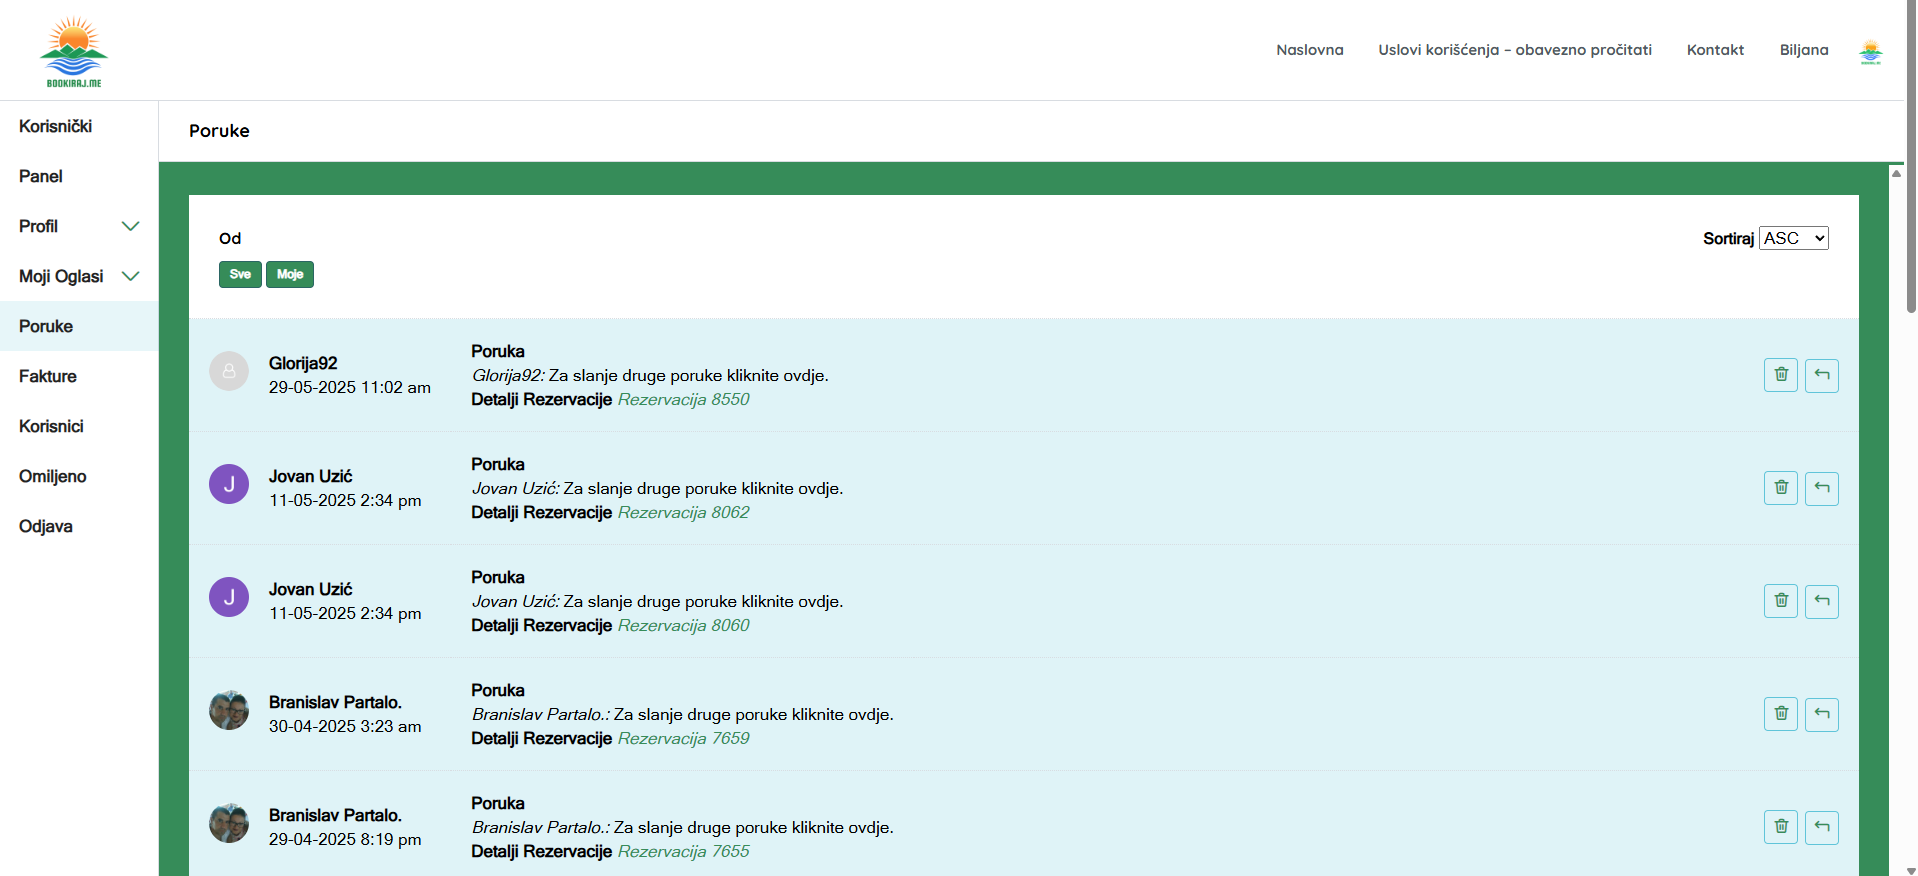 BOOKIRAJ.ME
Naslovna
Uslovi korišćenja – obavezno pročitati
Kontakt
Biljana
Korisnički
Panel
Profil
Moji Oglasi
Poruke
Fakture
Korisnici
Omiljeno
Odjava
Poruke
Od
Sortiraj ASC
Sve Moje
Glorija92
29-05-2025 11:02 am
Poruka
Glorija92: Za slanje druge poruke kliknite ovdje.
Detalji Rezervacije Rezervacija 8550
J
Jovan Uzić
11-05-2025 2:34 pm
Poruka
Jovan Uzić: Za slanje druge poruke kliknite ovdje.
Detalji Rezervacije Rezervacija 8062
J
Jovan Uzić
11-05-2025 2:34 pm
Poruka
Jovan Uzić: Za slanje druge poruke kliknite ovdje.
Detalji Rezervacije Rezervacija 8060
Branislav Partalo.
30-04-2025 3:23 am
Poruka
Branislav Partalo.: Za slanje druge poruke kliknite ovdje.
Detalji Rezervacije Rezervacija 7659
Branislav Partalo.
29-04-2025 8:19 pm
Poruka
Branislav Partalo.: Za slanje druge poruke kliknite ovdje.
Detalji Rezervacije Rezervacija 7655